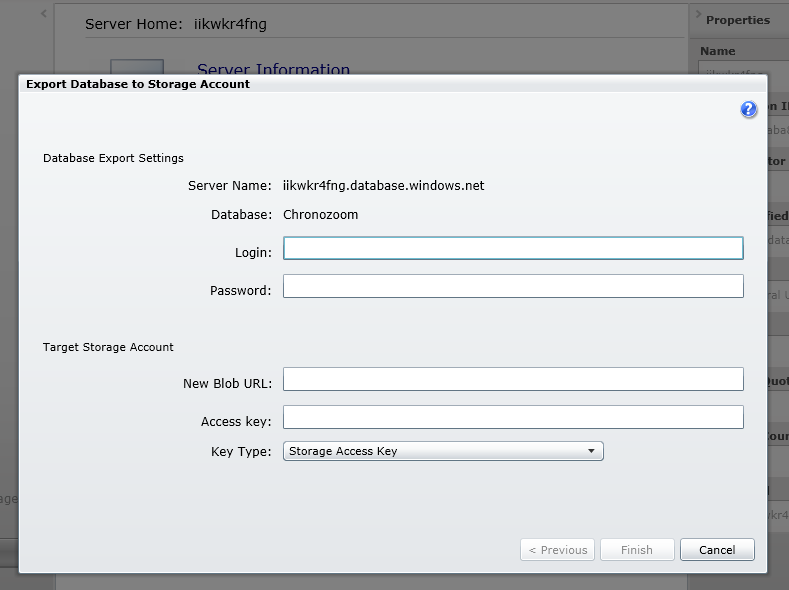 Server Home: iikwkr4fng
Properties
Name
Server Information
Export Database to Storage Account
?
Database Export Settings
Server Name: iikwkr4fng.database.windows.net
Database: Chronozoom
Login:
Password:
Target Storage Account
New Blob URL:
Access key:
Key Type: Storage Access Key
< Previous
Finish
Cancel